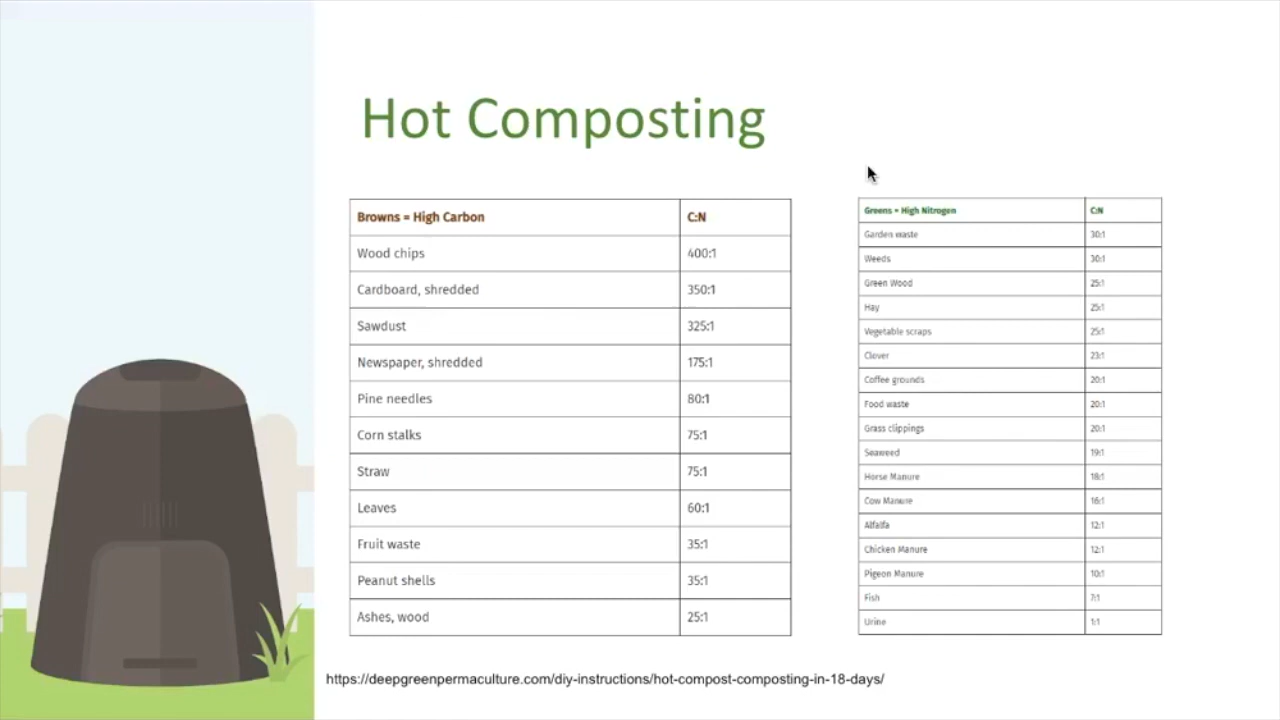 Hot Composting
Browns = High Carbon C:N
Wood chips 400:1
Cardboard, shredded 350:1
Sawdust 325:1
Newspaper, shredded 175:1
Pine needles 80:1
Corn stalks 75:1
Straw 75:1
Leaves 60:1
Fruit waste 35:1
Peanut shells 35:1
Ashes, wood 25:1
Greens = High Nitrogen C:N
Garden waste 30:1
Weeds 30:1
Green Wood 25:1
Hay 25:1
Vegetable scraps 25:1
Clover 23:1
Coffee grounds 20:1
Food waste 20:1
Grass clippings 20:1
Seaweed 19:1
Horse Manure 18:1
Cow Manure 16:1
Alfalfa 12:1
Chicken Manure 12:1
Pigeon Manure 10:1
Fish 7:1
Urine 1:1
https://deepgreenpermaculture.com/diy-instructions/hot-compost-composting-in-18-days/